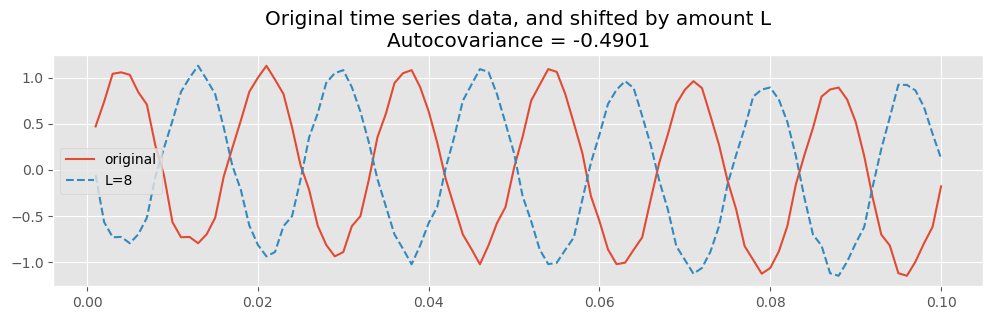 Original time series data, and shifted by amount L
Autocovariance = -0.4901
1.0
0.5
0.0
−0.5
−1.0
original
L=8
0.00
0.02
0.04
0.06
0.08
0.10